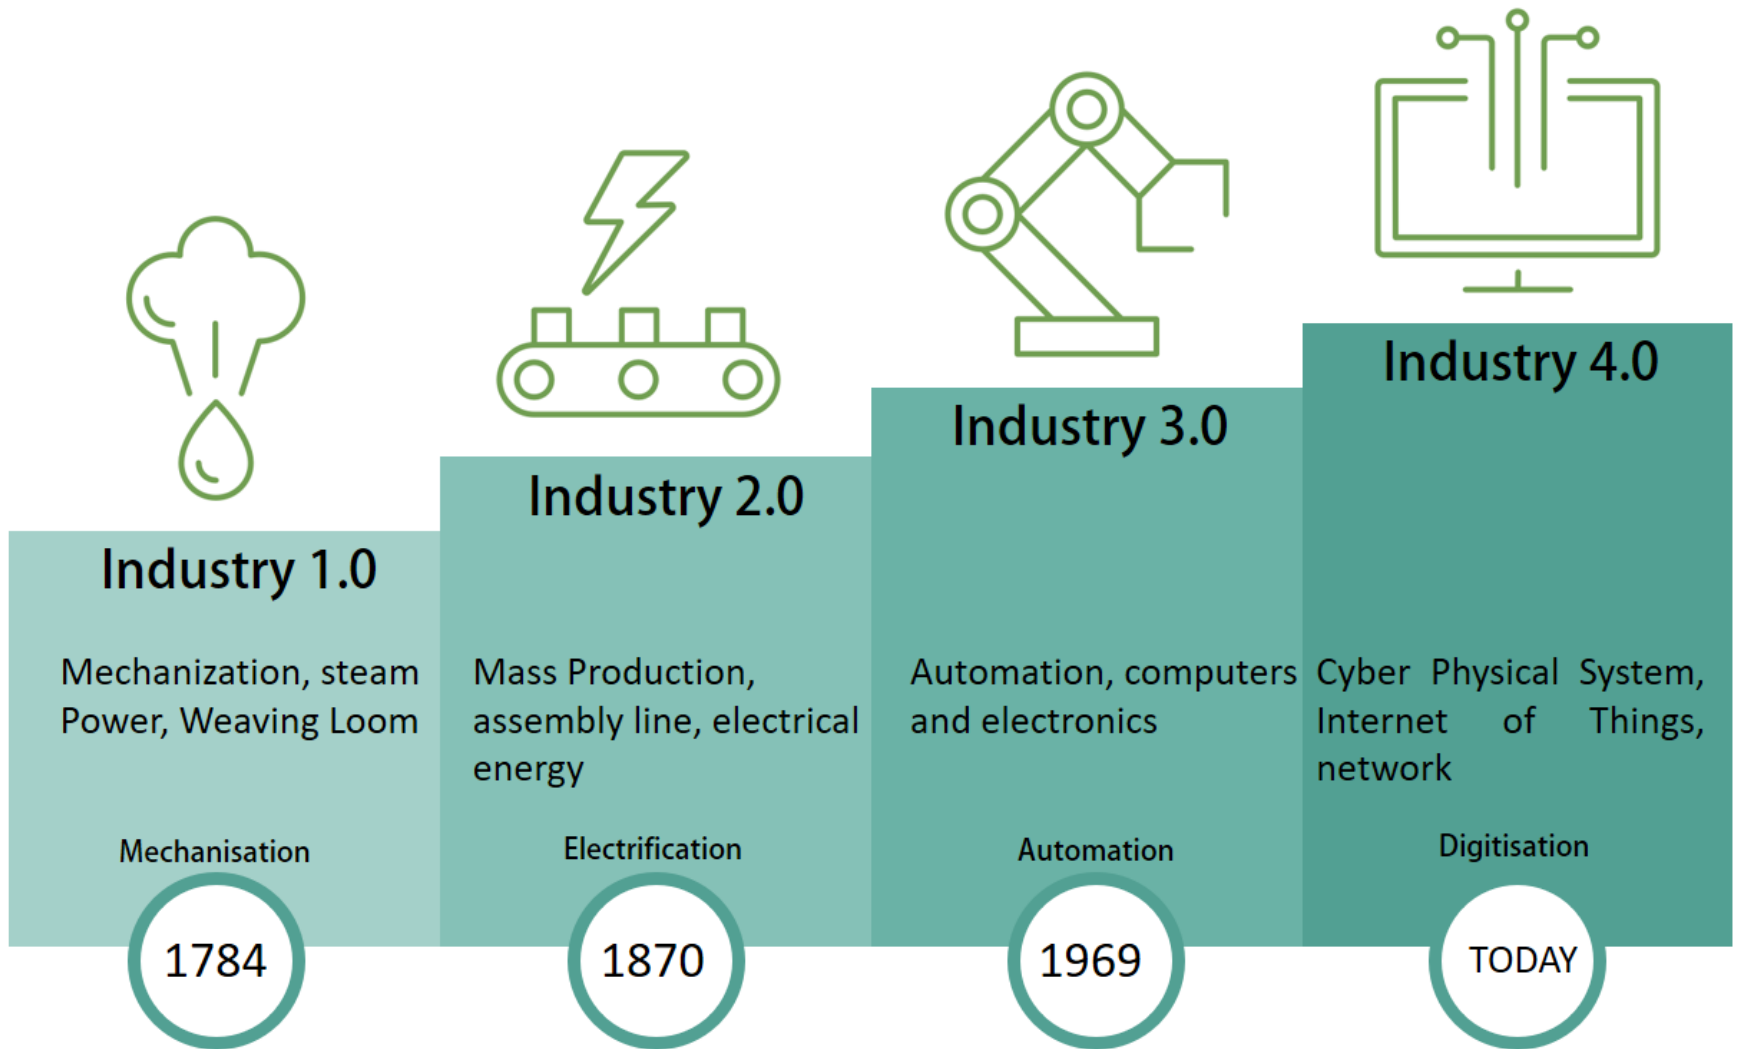 Industry 1.0
Mechanization, steam
Power, Weaving Loom
Mechanisation
1784
Industry 2.0
Mass Production,
assembly line, electrical
energy
Electrification
1870
Industry 3.0
Automation, computers
and electronics
Automation
1969
Industry 4.0
Cyber Physical System,
Internet of Things,
network
Digitisation
TODAY